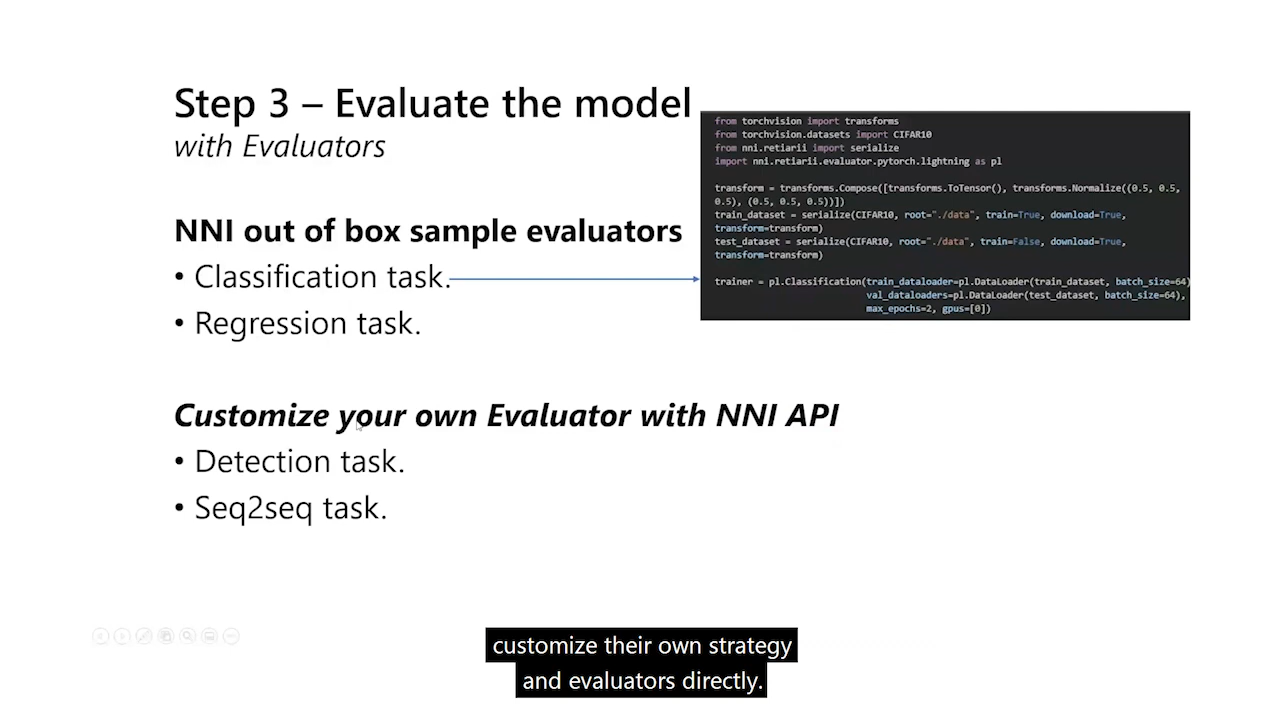 Step 3 – Evaluate the model
with Evaluators
NNI out of box sample evaluators
• Classification task.
• Regression task.
from torchvision import transforms
from torchvision.datasets import CIFAR10
from nni.retiarii import serialize
import nni.retiarii.evaluator.pytorch.lightning as pl
transform = transforms.Compose([transforms.ToTensor(), transforms.Normalize((0.5, 0.5,
0.5), (0.5, 0.5, 0.5))])
train_dataset = serialize(CIFAR10, root="./data", train=True, download=True,
transform=transform)
test_dataset = serialize(CIFAR10, root="./data", train=False, download=True,
transform=transform)
trainer = pl.Classification(train_dataloader=pl.DataLoader(train_dataset, batch_size=64)
val_dataloaders=pl.DataLoader(test_dataset, batch_size=64),
max_epochs=2, gpus=[0])
Customize your own Evaluator with NNI API
• Detection task.
• Seq2seq task.
customize their own strategy
and evaluators directly.